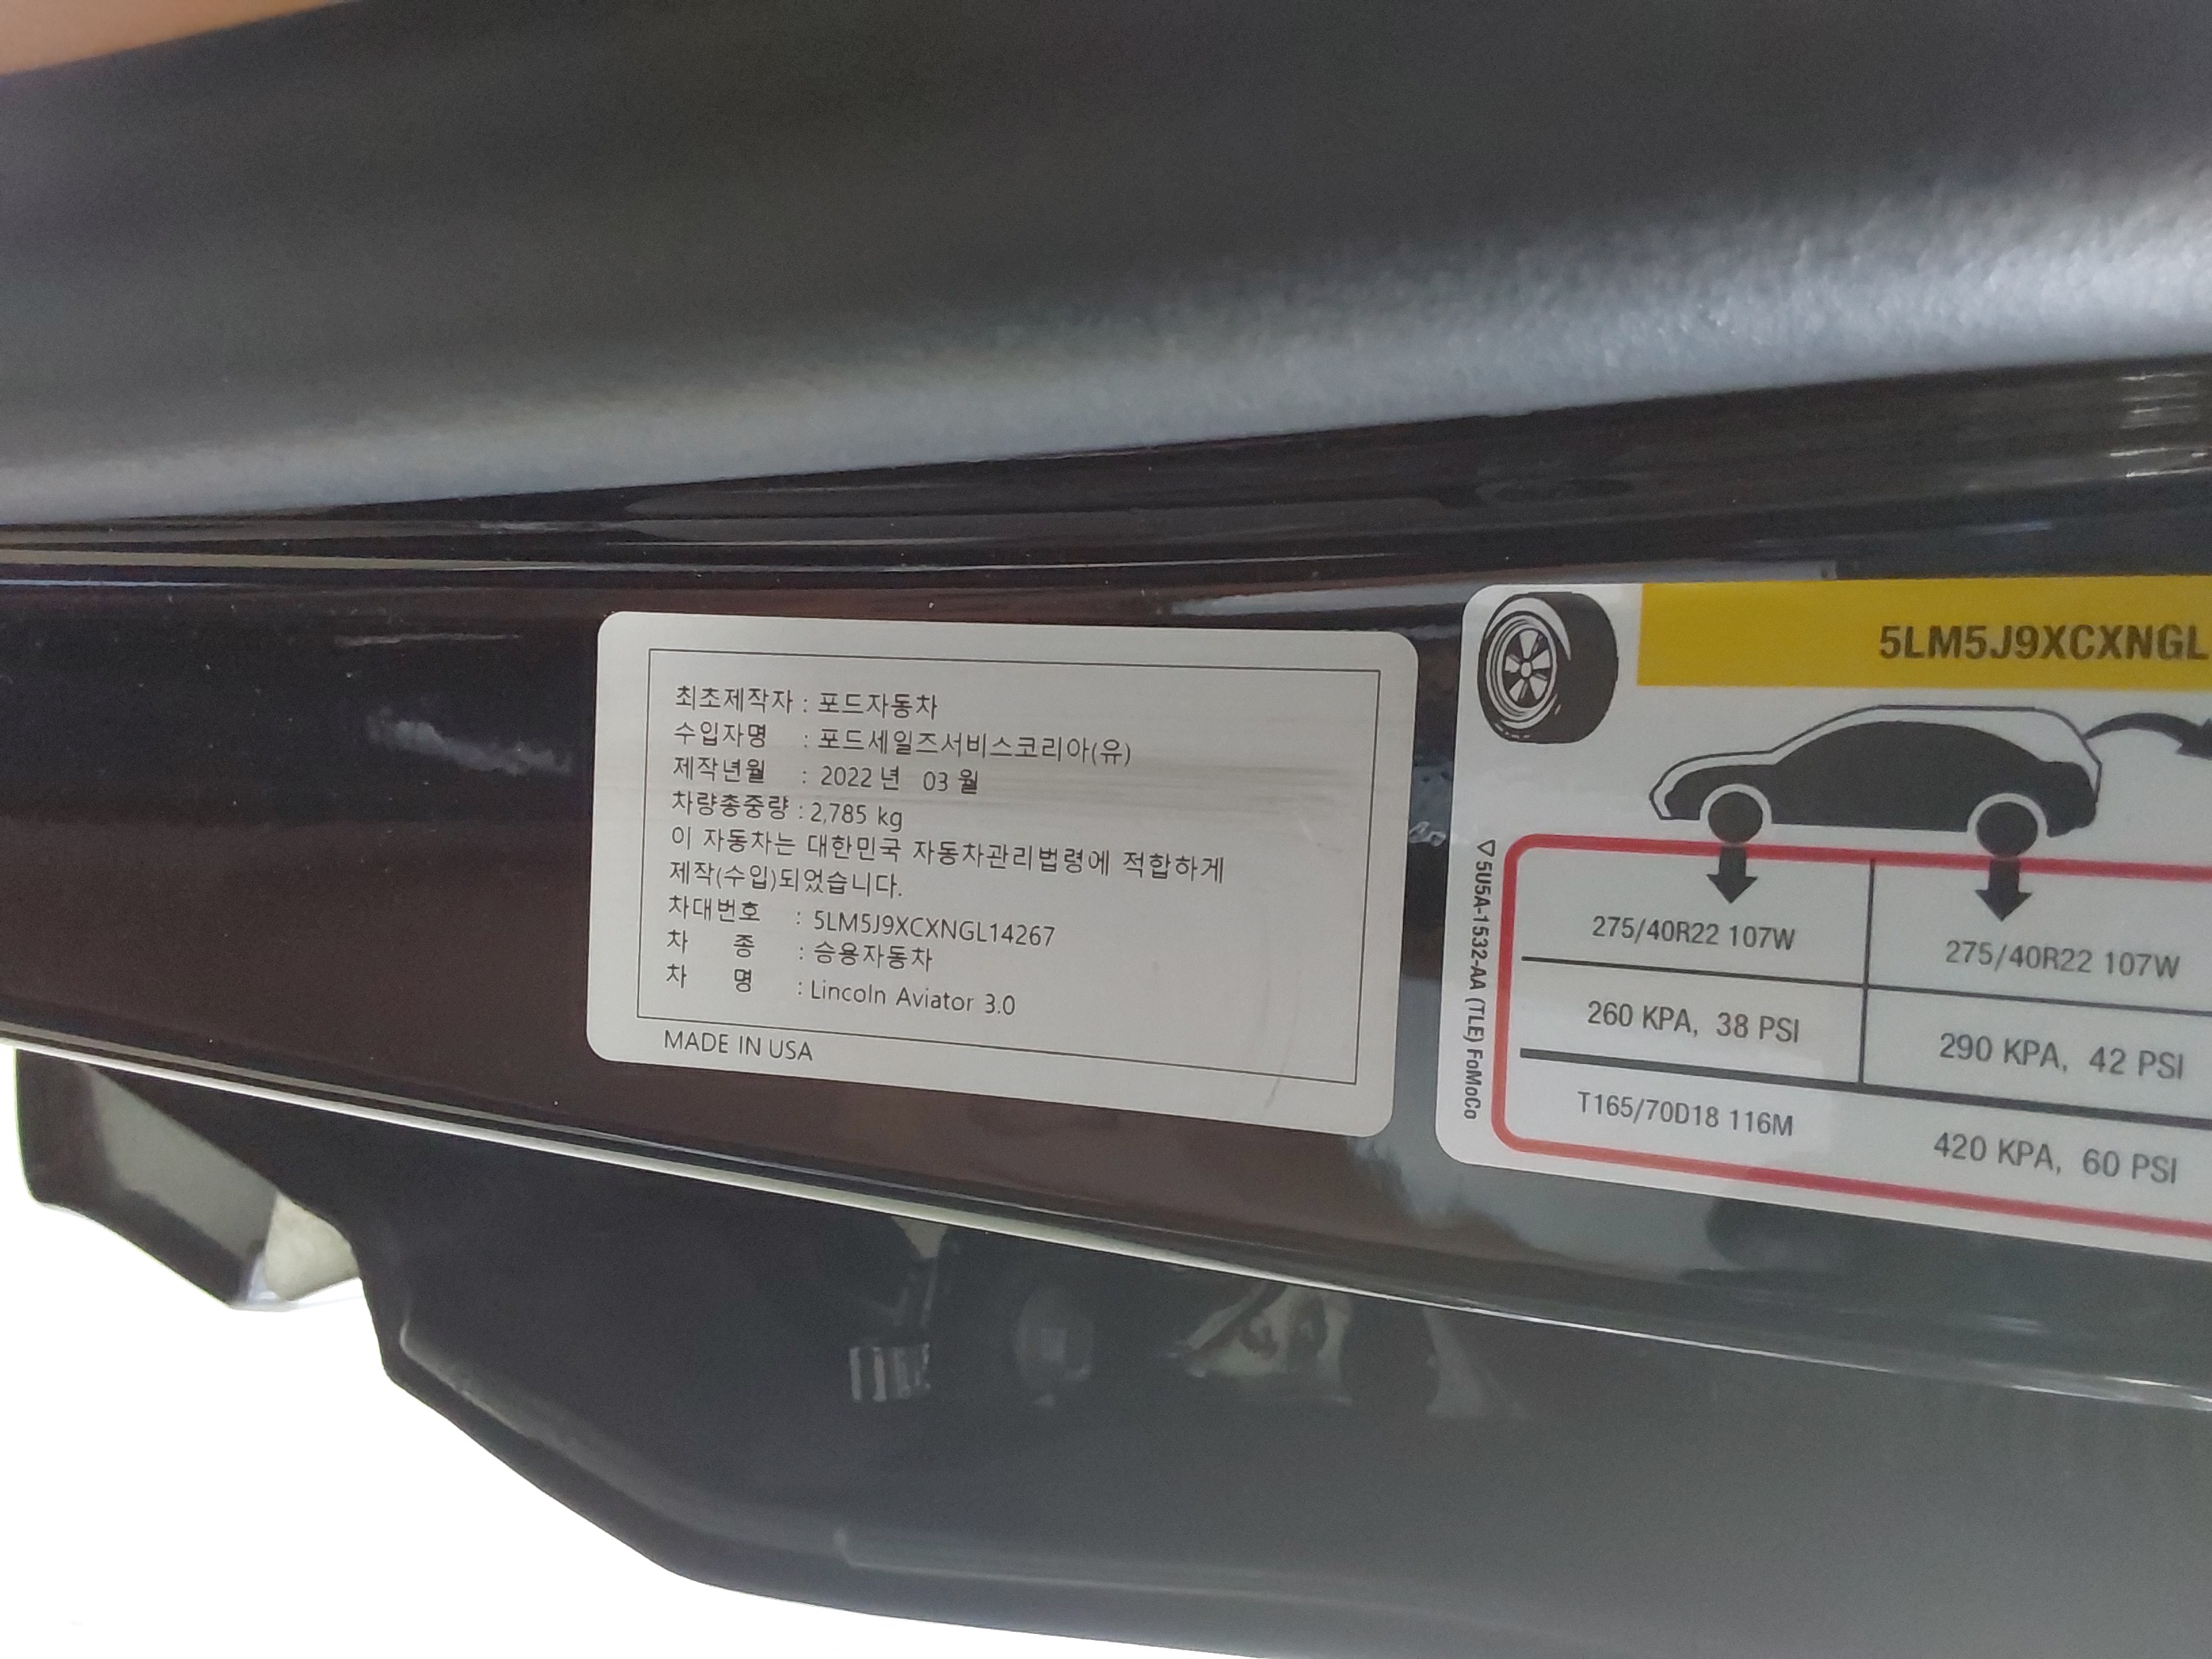 최초제작자 : 포드자동차
수입자명 : 포드세일즈서비스코리아(유)
제작년월 : 2022 년 03 월
차량총중량 : 2,785 kg
이 자동차는 대한민국 자동차관리법령에 적합하게
제작(수입)되었습니다.
차대번호 : 5LM5J9XCXNGL14267
차 종 : 승용자동차
차 명 : Lincoln Aviator 3.0
MADE IN USA
5LM5J9XCXNGL
275/40R22 107W 275/40R22 107W
260 KPA, 38 PSI 290 KPA, 42 PSI
T165/70D18 116M 420 KPA, 60 PSI
5U5A-1532-AA (TLE) FoMoCo